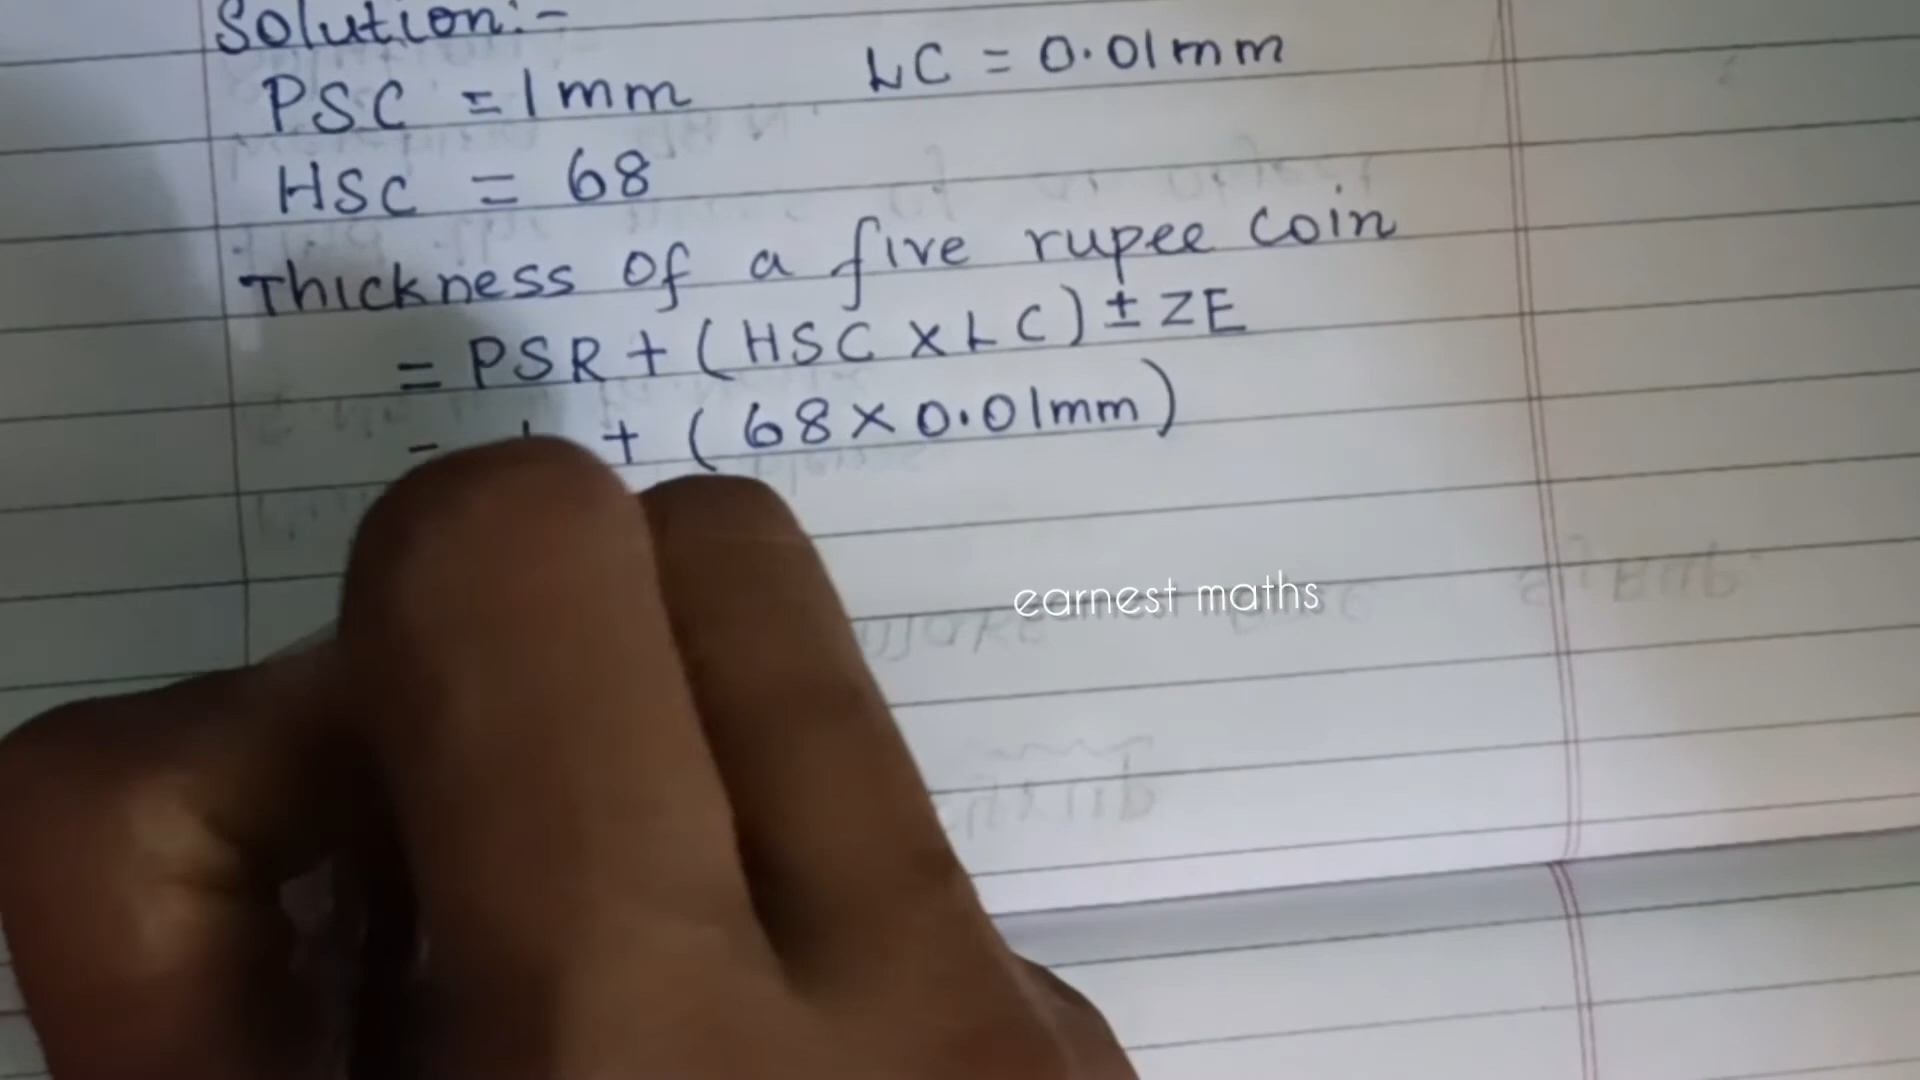 Solution:-
PSC = 1mm LC = 0.01mm
HSC = 68
Thickness of a five rupee coin
= PSR + (HSC X LC) ± ZE
+ (68 X 0.01mm)
earnest maths